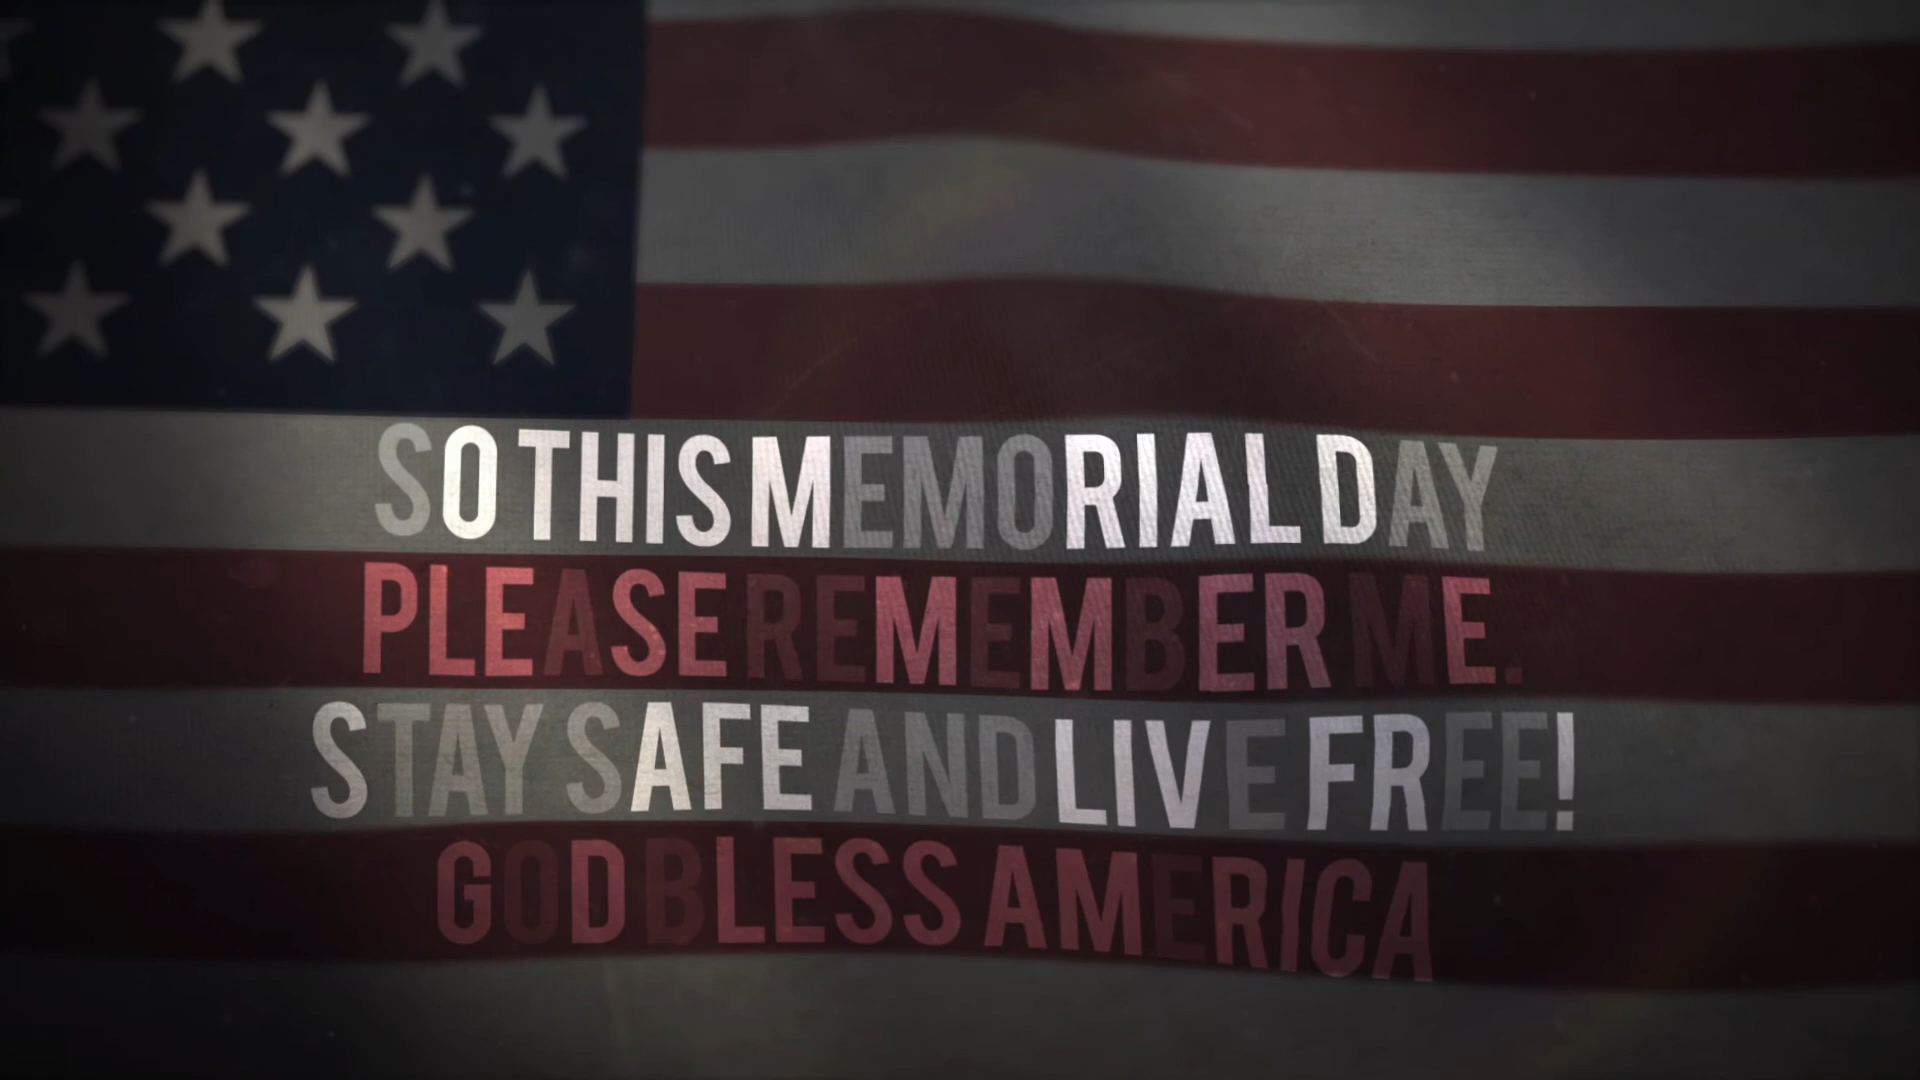 SO THIS MEMORIAL DAY
PLEASE REMEMBER ME.
STAY SAFE AND LIVE FREE!
GOD BLESS AMERICA